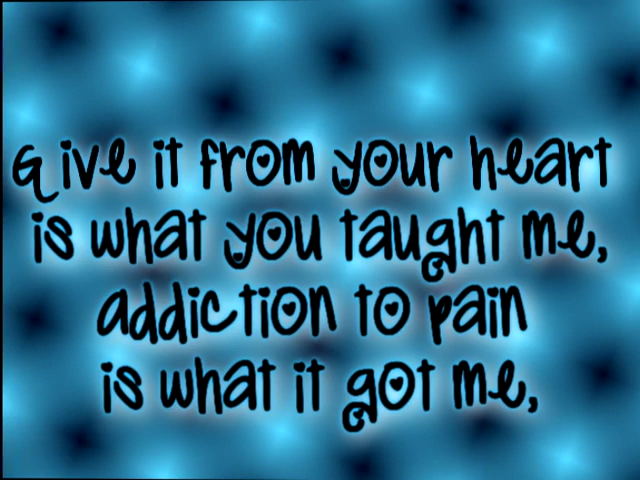 Give it from your heart
is what you taught me,
addiction to pain
is what it got me,